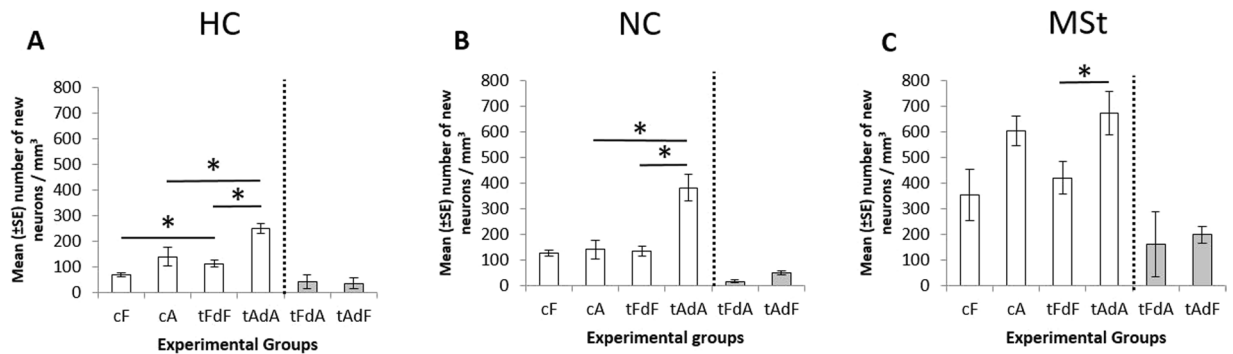 A
HC
Mean (±SE) number of new
neurons / mm³
800
700
600
500
400
300
200
100
0
*
*
*
cF cA tFdF tAdA tFdA tAdF
Experimental Groups
B
NC
Mean (±SE) number of new
neurons / mm³
800
700
600
500
400
300
200
100
0
*
*
cF cA tFdF tAdA tFdA tAdF
Experimental groups
C
MSt
Mean (±SE) number of new
neurons / mm³
800
700
600
500
400
300
200
100
0
*
cF cA tFdF tAdA tFdA tAdF
Experimental Groups